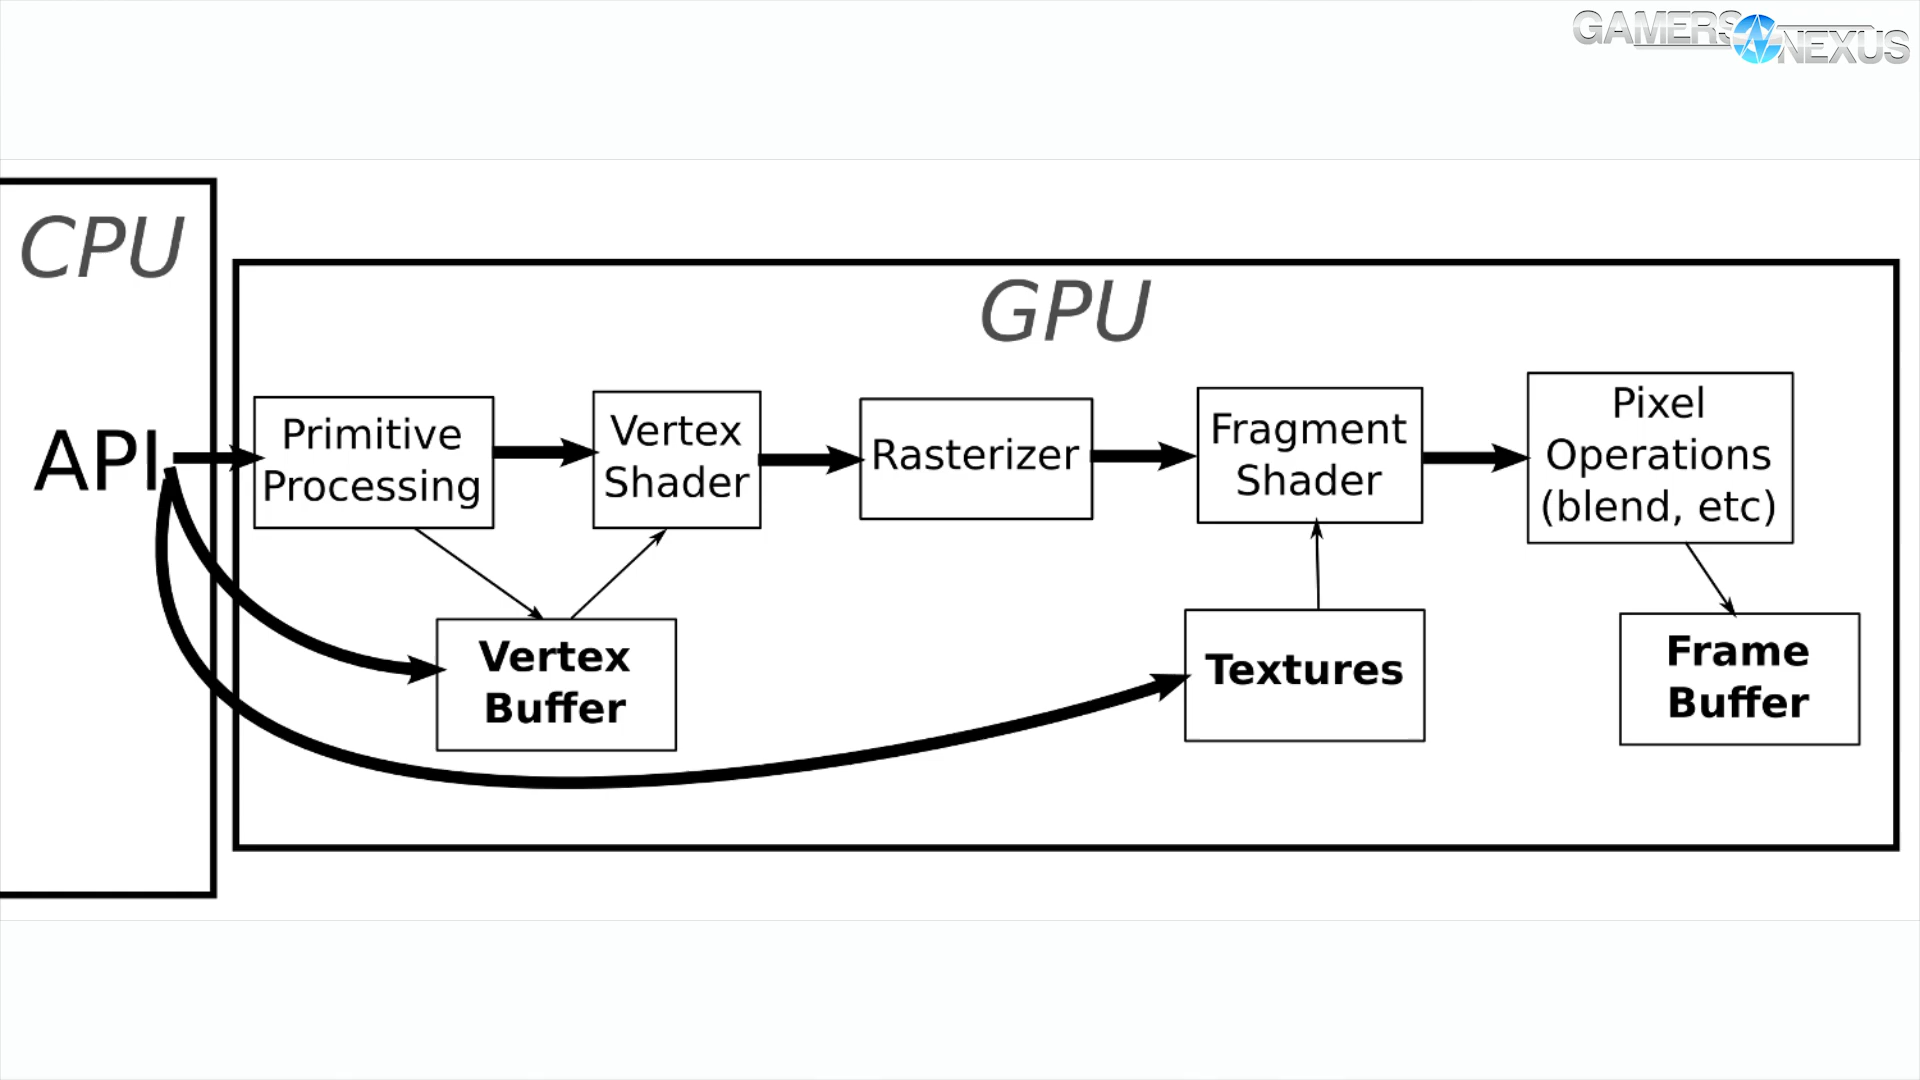 GAMERS NEXUS
CPU
GPU
API
Primitive
Processing
Vertex
Shader
Rasterizer
Fragment
Shader
Pixel
Operations
(blend, etc)
Vertex
Buffer
Textures
Frame
Buffer